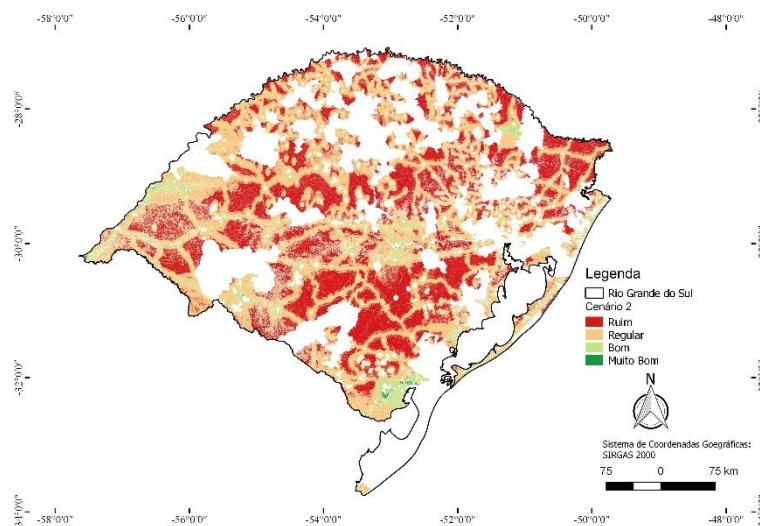 -58°0'0" -56°0'0" -54°0'0" -52°0'0" -50°0'0" -48°0'0"
-28°0'0"
-30°0'0"
-32°0'0"
Legenda
Rio Grande do Sul
Cenário 2
Ruim
Regular
Bom
Muito Bom
N
Sistema de Coordenadas Goegráficas:
SIRGAS 2000
75 0 75 km
-58°0'0" -56°0'0" -54°0'0" -52°0'0" -50°0'0" -48°0'0"